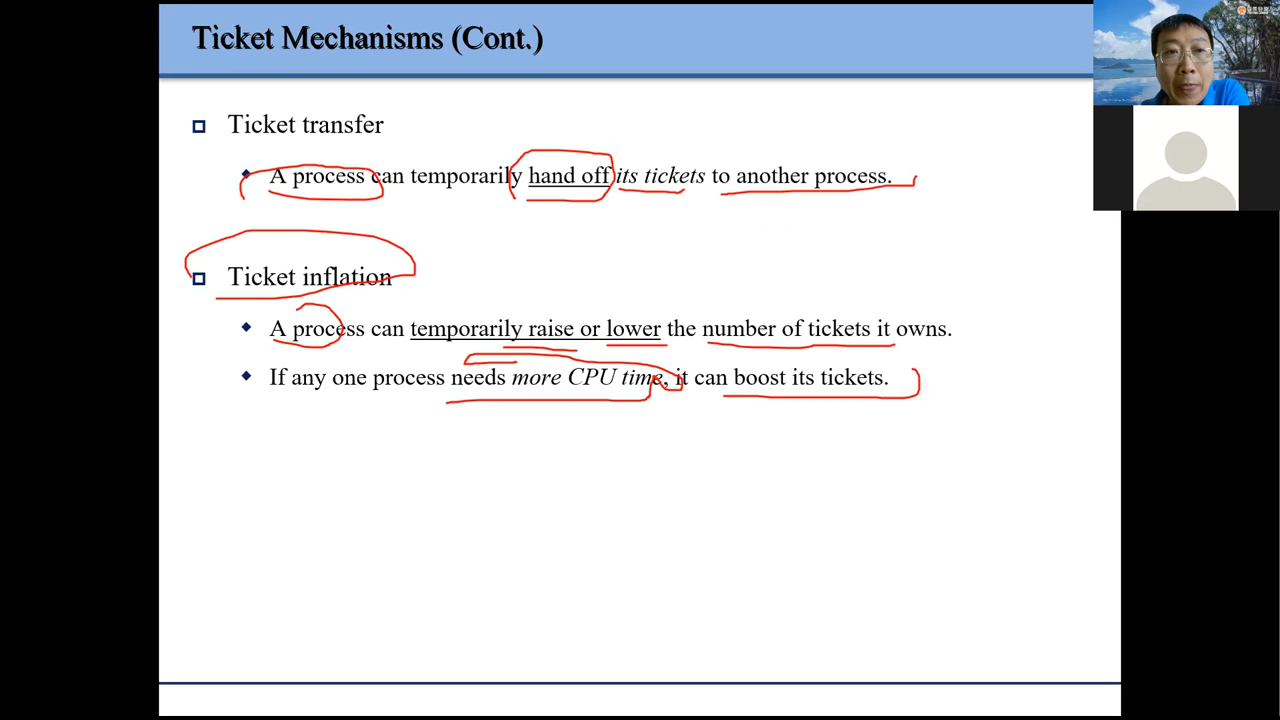 Ticket Mechanisms (Cont.)
Ticket transfer
A process can temporarily hand off its tickets to another process.
Ticket inflation
A process can temporarily raise or lower the number of tickets it owns.
If any one process needs more CPU time, it can boost its tickets.